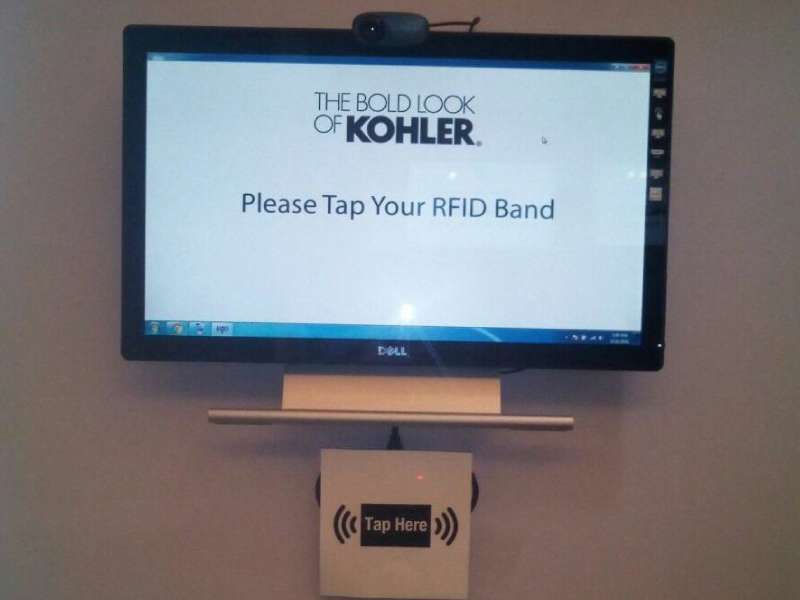 THE BOLD LOOK
OF KOHLER®
Please Tap Your RFID Band
DELL
Tap Here